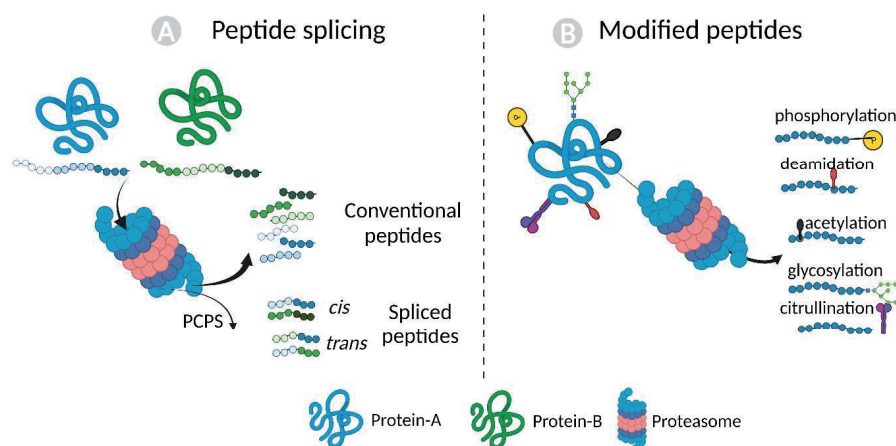 A Peptide splicing
Conventional
peptides
PCPS
cis
trans
Spliced
peptides
B Modified peptides
P
phosphorylation
P
deamidation
acetylation
glycosylation
citrullination
Protein-A
Protein-B
Proteasome